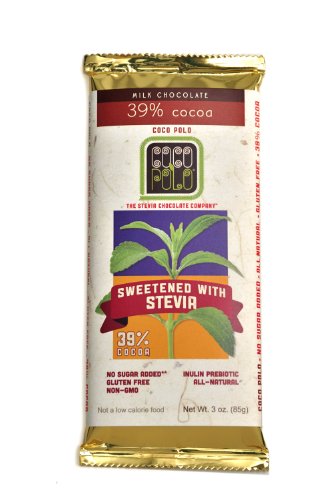 MILK CHOCOLATE
39% cocoa
COCO POLO
COCO
POLO
THE STEVIA CHOCOLATE COMPANY
SWEETENED WITH
STEVIA
39%
COCOA
NO SUGAR ADDED**
GLUTEN FREE
NON-GMO
INULIN PREBIOTIC
ALL-NATURAL
Not a low calorie food
Net Wt. 3 oz. (85g)
COCO POLO - NO SUGAR ADDED - ALL NATURAL - GLUTEN FREE - 39% COCOA